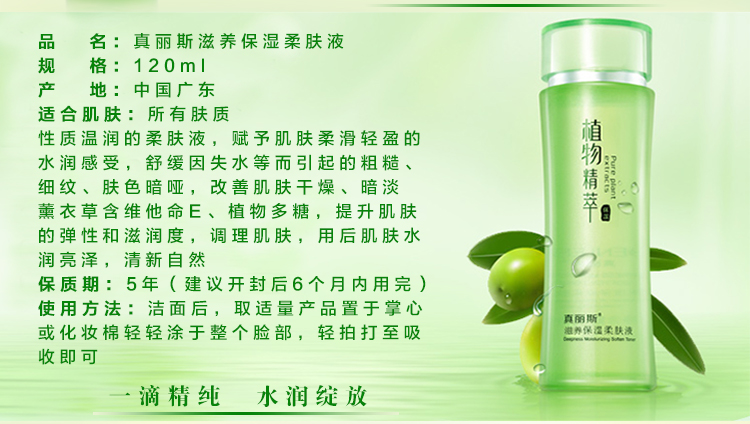 品 名：真丽斯滋养保湿柔肤液
规 格：120ml
产 地：中国广东
适合肌肤：所有肤质
性质温润的柔肤液，赋予肌肤柔滑轻盈的
水润感受，舒缓因失水等而引起的粗糙、
细纹、肤色暗哑，改善肌肤干燥、暗淡
薰衣草含维他命E、植物多糖，提升肌肤
的弹性和滋润度，调理肌肤，用后肌肤水
润亮泽，清新自然
保质期：5年（建议开封后6个月内用完）
使用方法：洁面后，取适量产品置于掌心
或化妆棉轻轻涂于整个脸部，轻拍打至吸
收即可
一滴精纯 水润绽放
植物精萃
Pure plant
extracts
保湿
真丽斯
滋养保湿柔肤液
Deepness Moisturizing Soften Toner